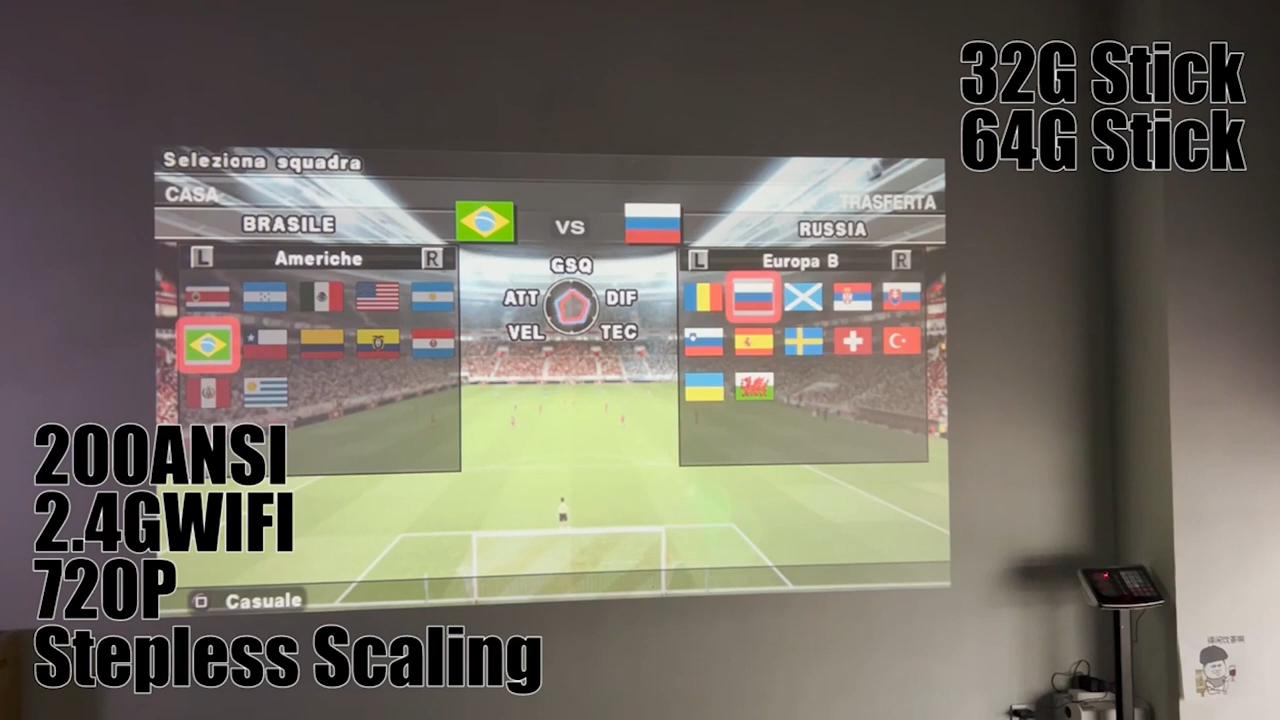 32G Stick
64G Stick
Seleziona squadra
CASA
TRASFERTA
BRASILE
VS
RUSSIA
L Americhe R
L Europa B R
GSQ
ATT DIF
VEL TEC
200ANSI
2.4GWIFI
720P
Stepless Scaling
Casuale